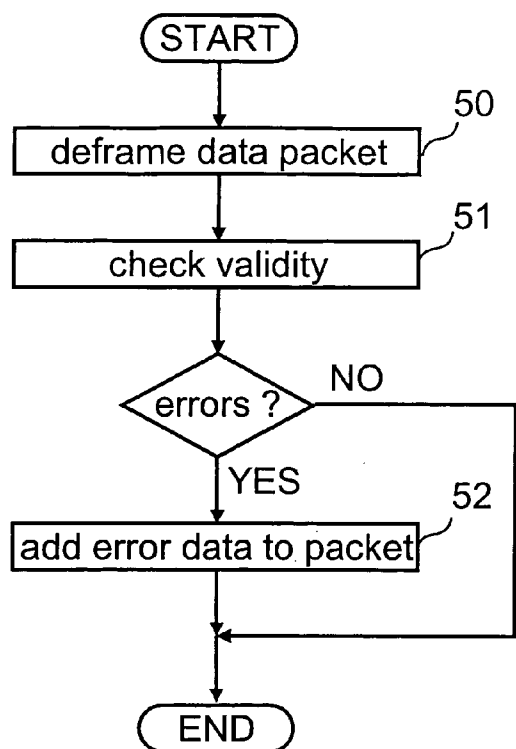 START
50
deframe data packet
51
check validity
errors ?
NO
YES
52
add error data to packet
END